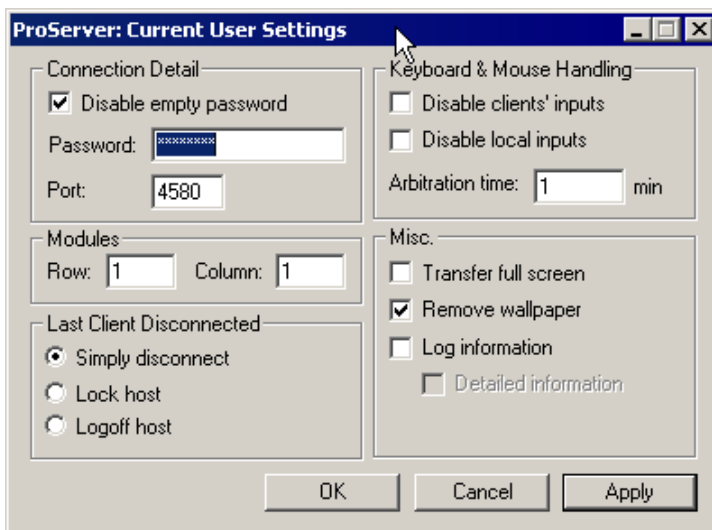 ProServer: Current User Settings
Connection Detail
Disable empty password
Password: ********
Port: 4580
Modules
Row: 1 Column: 1
Last Client Disconnected
Simply disconnect
Lock host
Logoff host
Keyboard & Mouse Handling
Disable clients' inputs
Disable local inputs
Arbitration time: 1 min
Misc.
Transfer full screen
Remove wallpaper
Log information
Detailed information
OK Cancel Apply